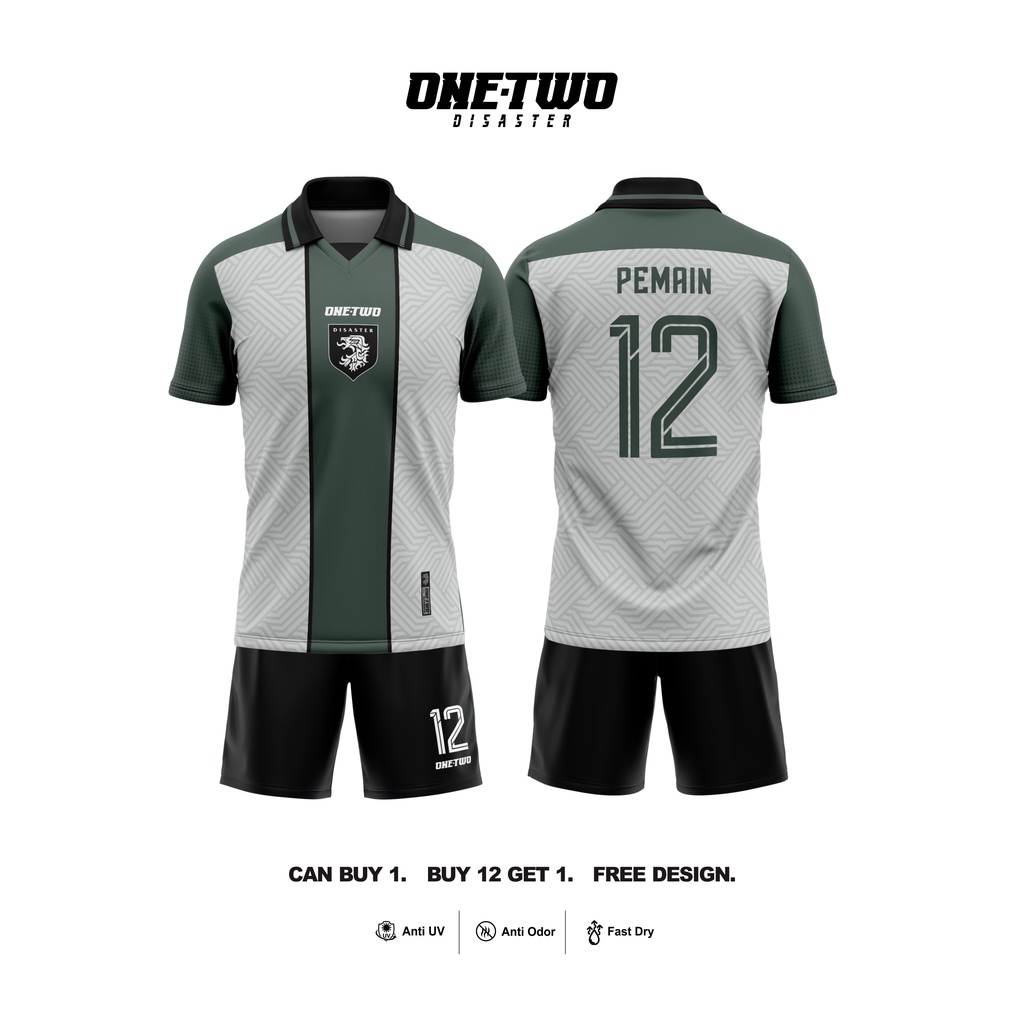 ONE·TWO
DISASTER
ONE·TWO
DISASTER
PEMAIN
12
12
ONE·TWO
CAN BUY 1. BUY 12 GET 1. FREE DESIGN.
UV
Anti UV
Anti Odor
Fast Dry